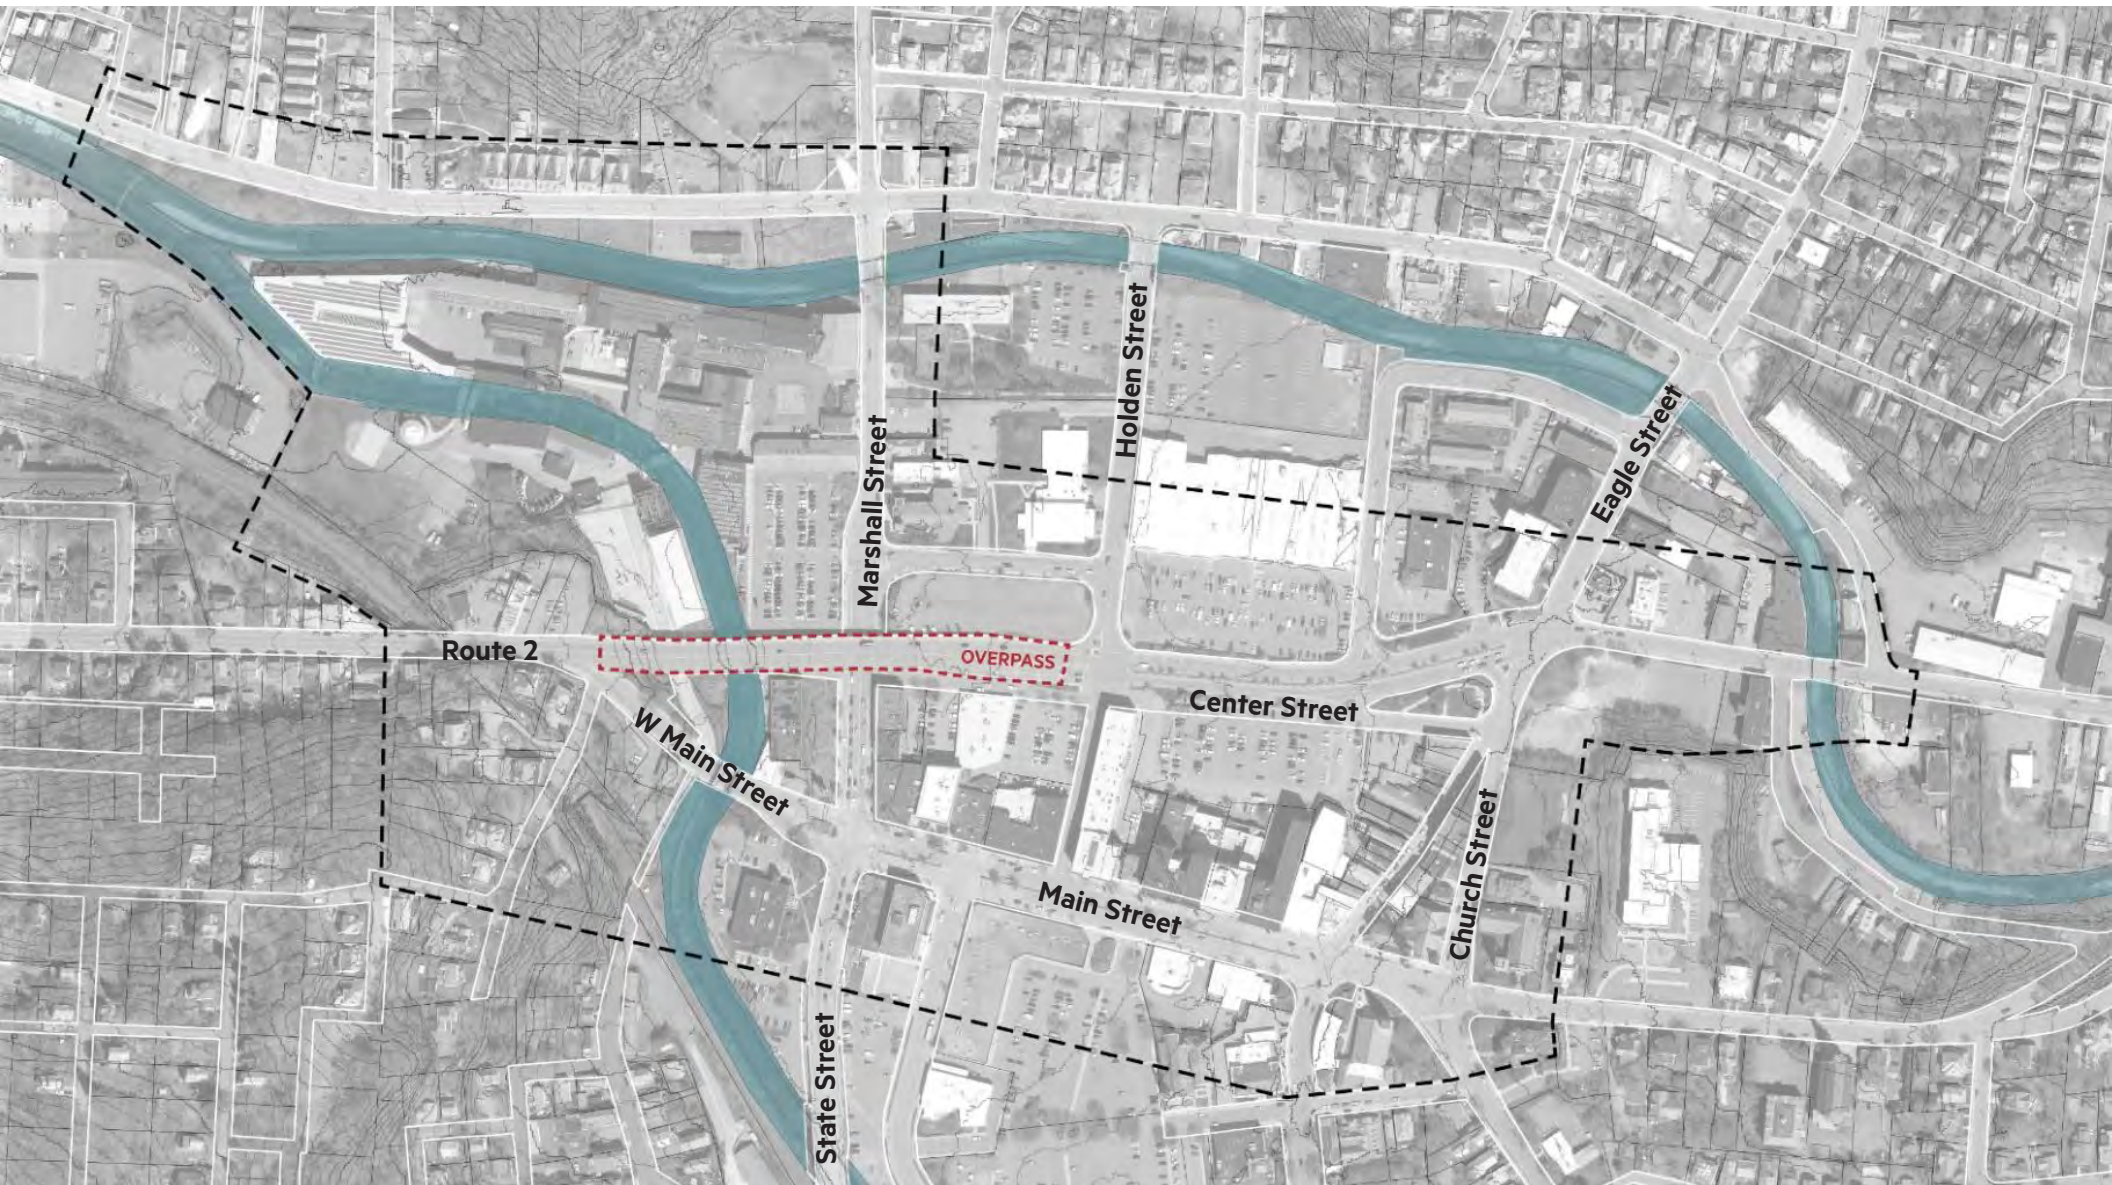 Holden Street
Eagle Street
Marshall Street
Route 2
OVERPASS
Center Street
W Main Street
Church Street
Main Street
State Street